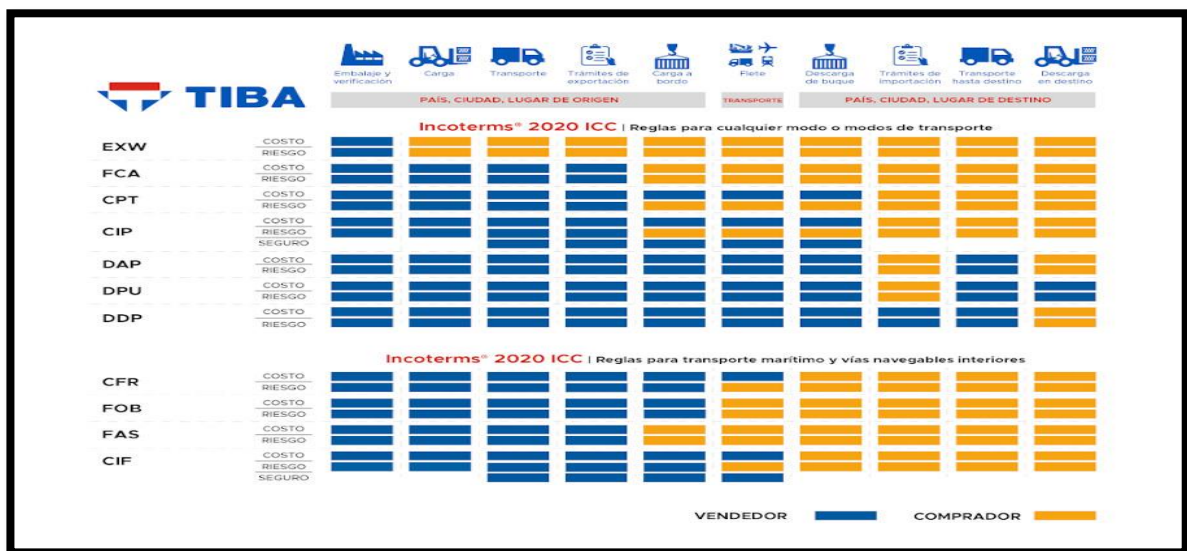 TIBA
Embalaje y verificación
Carga
Transporte
Trámites de exportación
Carga a bordo
Flete
Descarga de buque
Trámites de importación
Transporte hasta destino
Descarga en destino
PAÍS, CIUDAD, LUGAR DE ORIGEN
TRANSPORTE
PAÍS, CIUDAD, LUGAR DE DESTINO
Incoterms® 2020 ICC | Reglas para cualquier modo o modos de transporte
EXW
COSTO
RIESGO
FCA
COSTO
RIESGO
CPT
COSTO
RIESGO
CIP
COSTO
RIESGO
SEGURO
DAP
COSTO
RIESGO
DPU
COSTO
RIESGO
DDP
COSTO
RIESGO
Incoterms® 2020 ICC | Reglas para transporte marítimo y vías navegables interiores
CFR
COSTO
RIESGO
FOB
COSTO
RIESGO
FAS
COSTO
RIESGO
CIF
COSTO
RIESGO
SEGURO
VENDEDOR
COMPRADOR